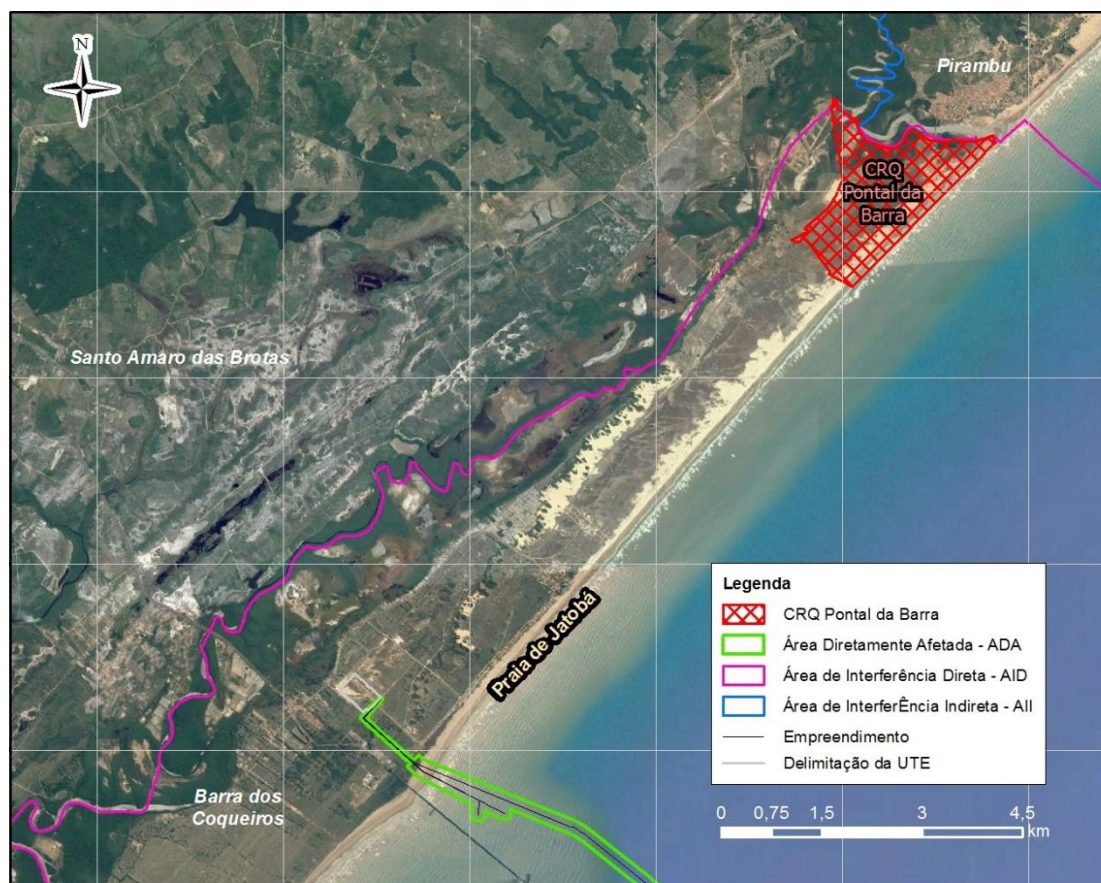 N
Pirambu
CRQ
Pontal da
Barra
Santo Amaro das Brotas
Praia de Jatobá
Barra dos
Coqueiros
Legenda
CRQ Pontal da Barra
Área Diretamente Afetada - ADA
Área de Interferência Direta - AID
Área de InterferÊncia Indireta - AII
Empreendimento
Delimitação da UTE
0 0,75 1,5 3 4,5
km